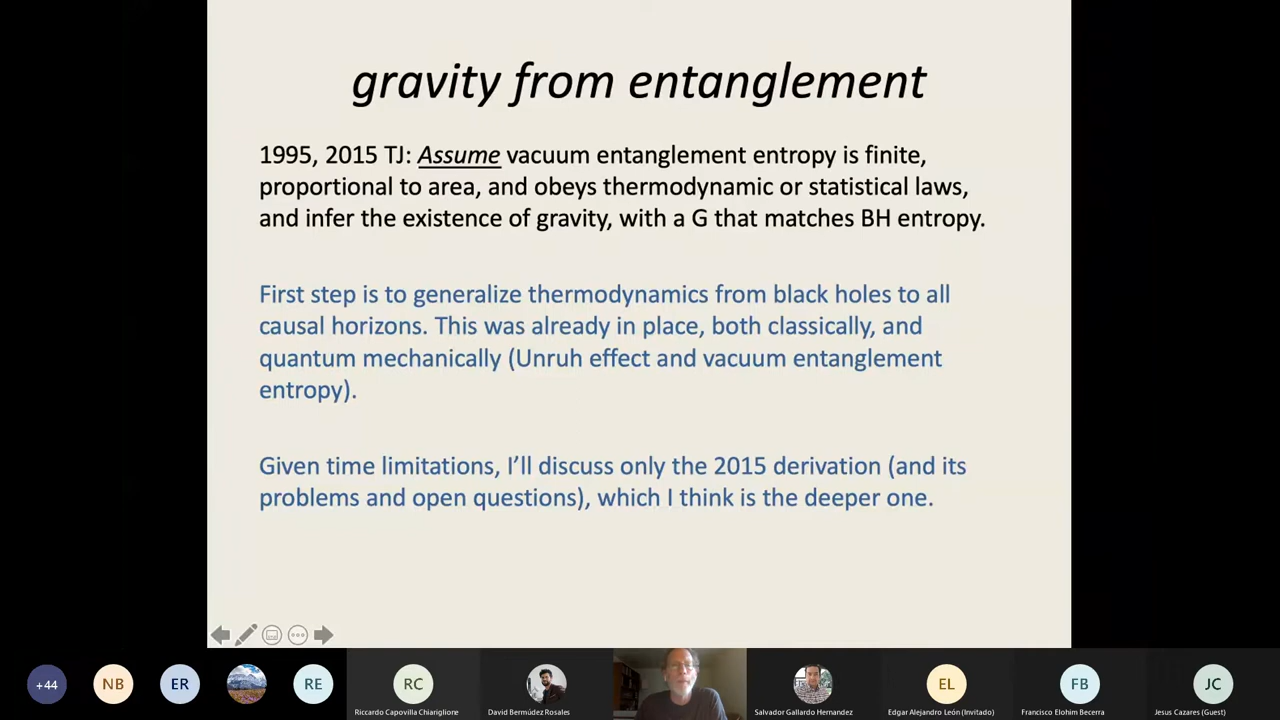 gravity from entanglement
1995, 2015 TJ: Assume vacuum entanglement entropy is finite,
proportional to area, and obeys thermodynamic or statistical laws,
and infer the existence of gravity, with a G that matches BH entropy.
First step is to generalize thermodynamics from black holes to all
causal horizons. This was already in place, both classically, and
quantum mechanically (Unruh effect and vacuum entanglement
entropy).
Given time limitations, I’ll discuss only the 2015 derivation (and its
problems and open questions), which I think is the deeper one.
+44
NB
ER
RE
RC
EL
FB
JC
Riccardo Capovilla Chiariglione
David Bermúdez Rosales
Salvador Gallardo Hernandez
Edgar Alejandro León (Invitado)
Francisco Elohim Becerra
Jesus Cazares (Guest)